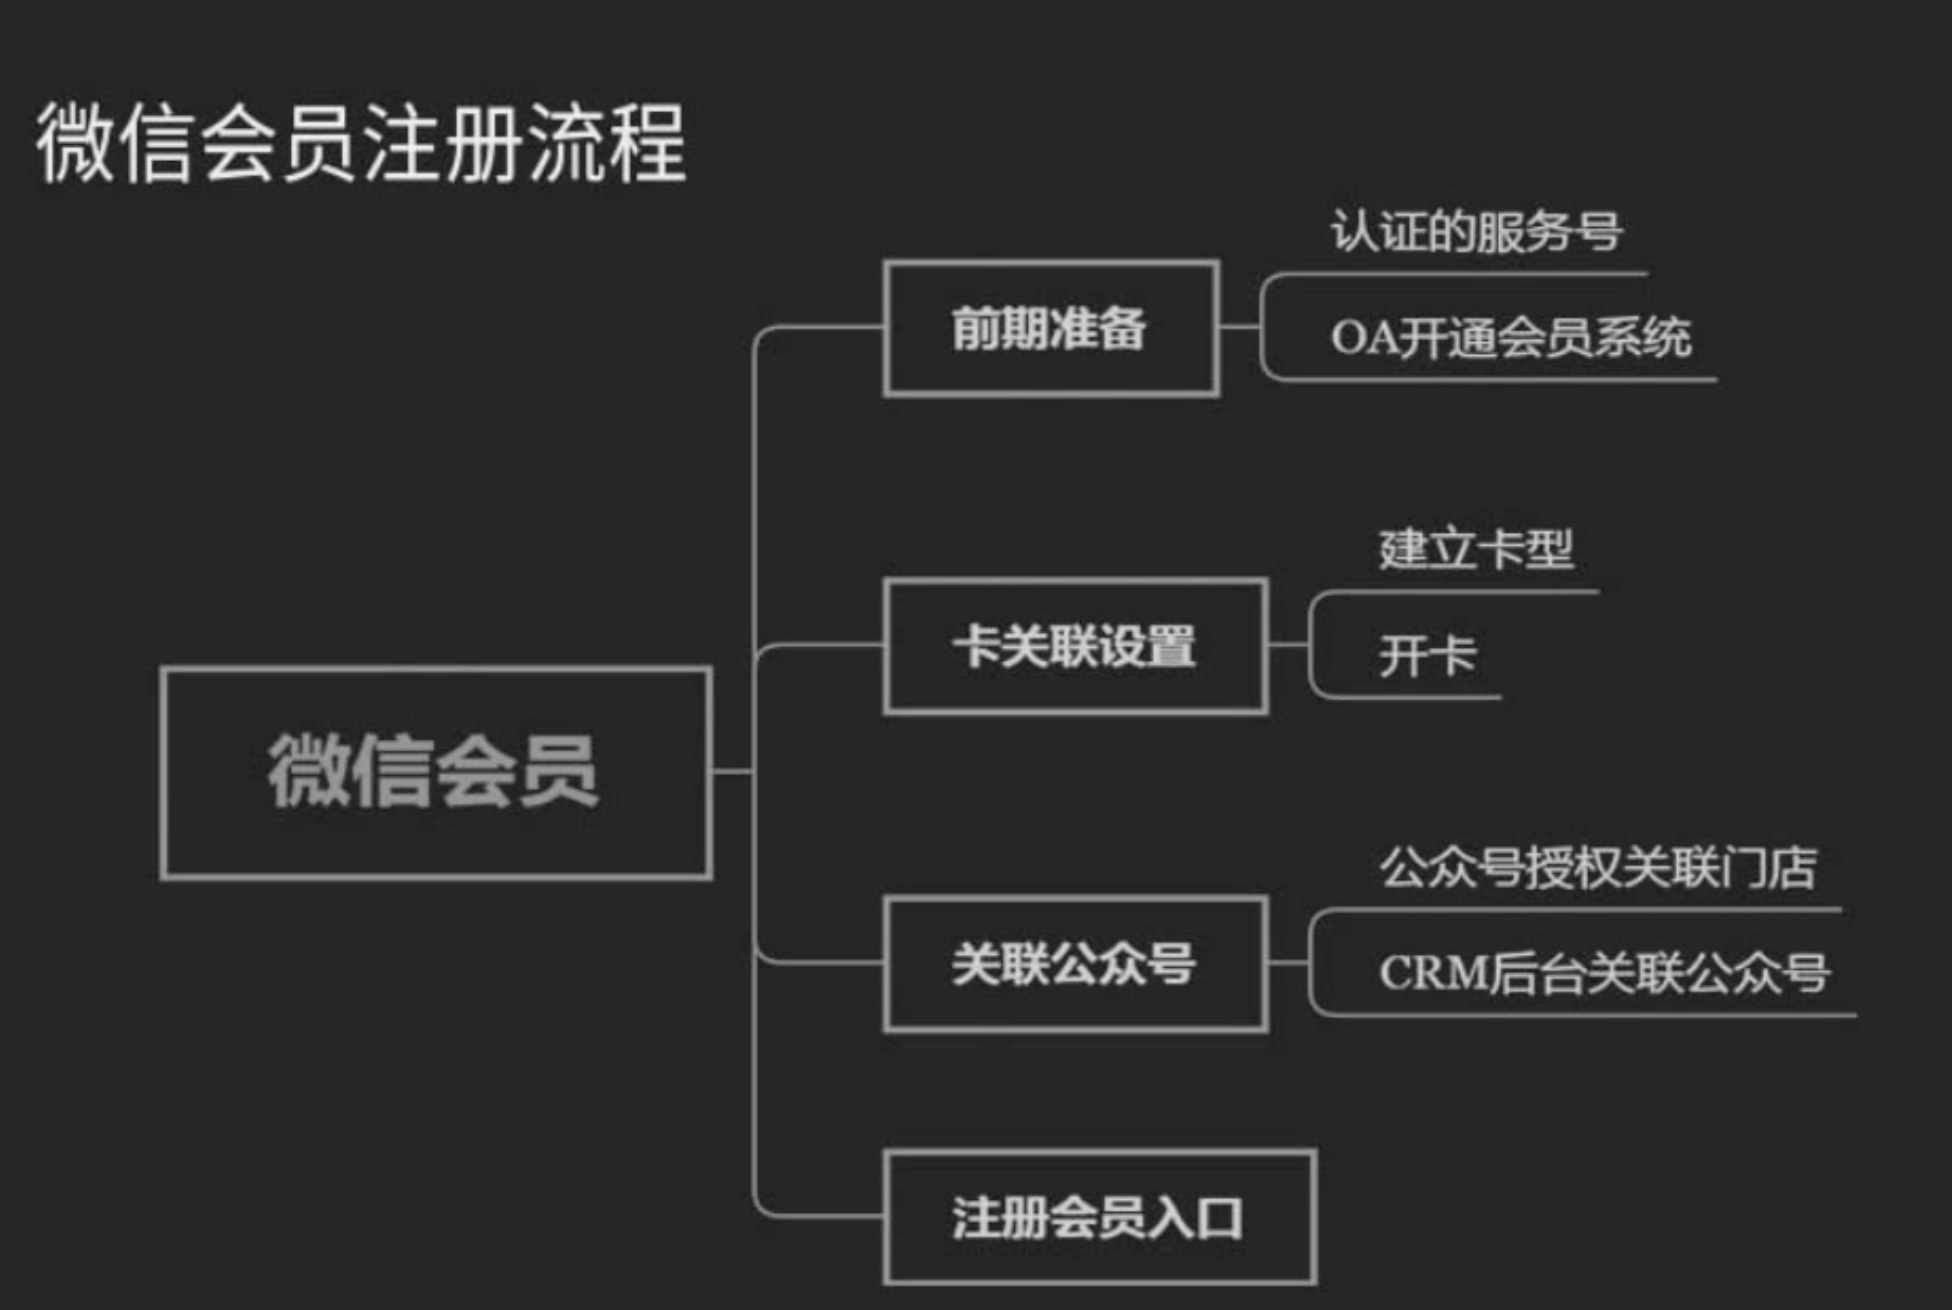 微信会员注册流程
微信会员
前期准备
认证的服务号
OA开通会员系统
卡关联设置
建立卡型
开卡
关联公众号
公众号授权关联门店
CRM后台关联公众号
注册会员入口